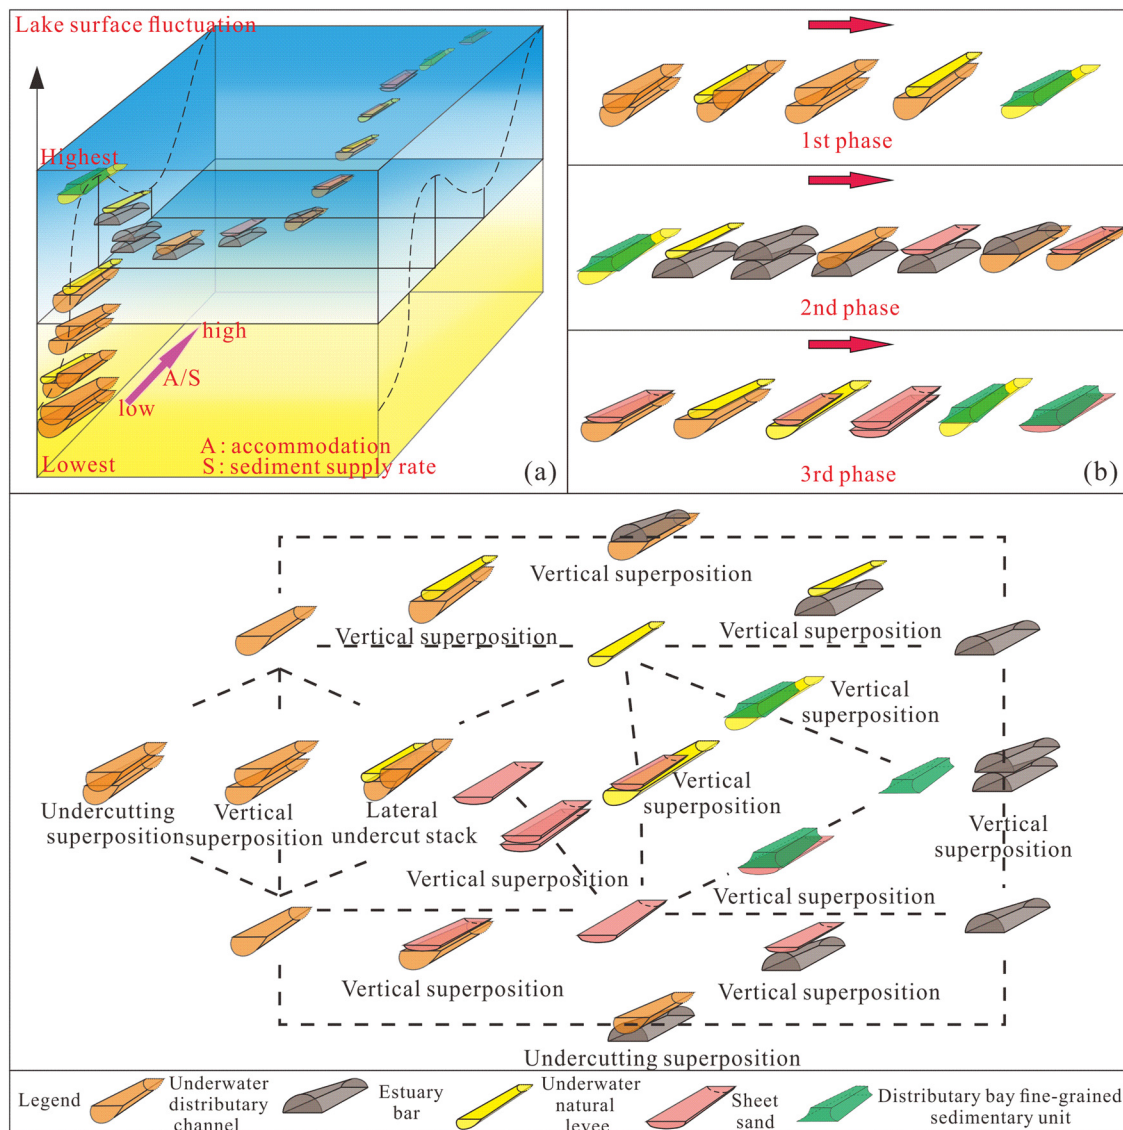 Lake surface fluctuation
Highest
high
A/S
low
A : accommodation
S : sediment supply rate
Lowest
(a)
1st phase
2nd phase
3rd phase
(b)
Vertical superposition
Vertical superposition
Vertical superposition
Vertical
superposition
Undercutting
superposition
Vertical
superposition
Lateral
undercut stack
Vertical
superposition
Vertical
superposition
Vertical superposition
Vertical superposition
Vertical superposition
Vertical superposition
Undercutting superposition
Legend
Underwater
distributary
channel
Estuary
bar
Underwater
natural
levee
Sheet
sand
Distributary bay fine-grained
sedimentary unit